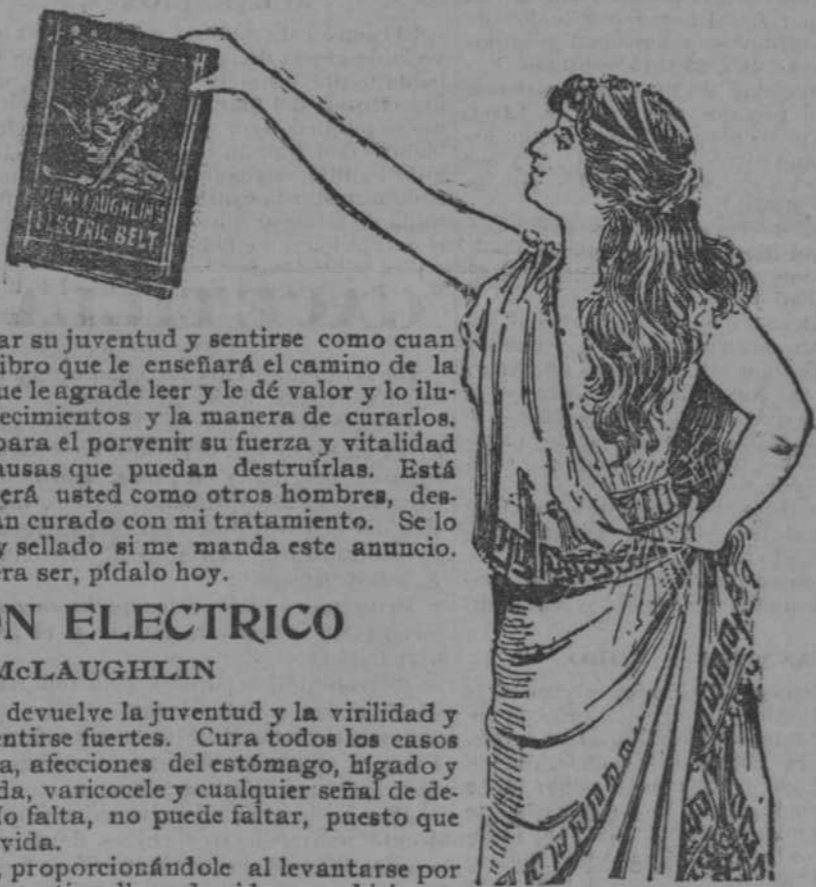 DR. McLAUGHLIN'S
ELECTRIC BELT
ar su juventud y sentirse como cuan
ibro que le enseñará el camino de la
ue le agrade leer y le dé valor y lo ilu-
ecimientos y la manera de curarlos.
para el porvenir su fuerza y vitalidad
ausas que puedan destruírlas. Está
erá usted como otros hombres, des-
an curado con mi tratamiento. Se lo
y sellado si me manda este anuncio.
era ser, pídalo hoy.
ON ELECTRICO
McLAUGHLIN
devuelve la juventud y la virilidad y
entirse fuertes. Cura todos los casos
a, afecciones del estómago, hígado y
da, varicocele y cualquier señal de de-
No falta, no puede faltar, puesto que
vida.
, proporcionándole al levantarse por